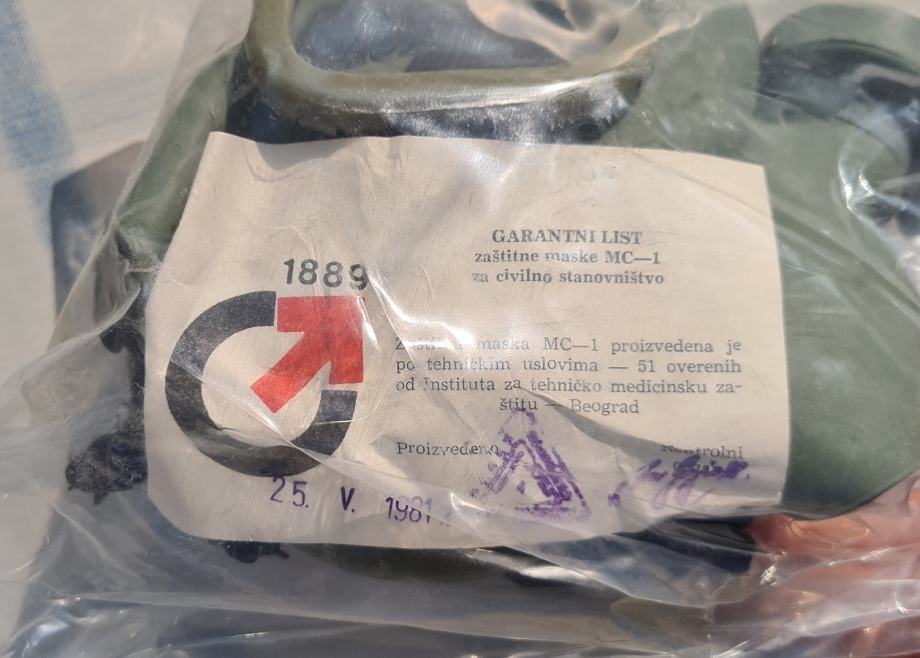 GARANTNI LIST
zaštitne maske MC—1
za civilno stanovništvo
1889
Zaštitna maska MC—1 proizvedena je
po tehničkim uslovima — 51 overenih
od Instituta za tehničko medicinsku za-
štitu — Beograd
Proizvedeno
Kontrolni
25. V. 1981